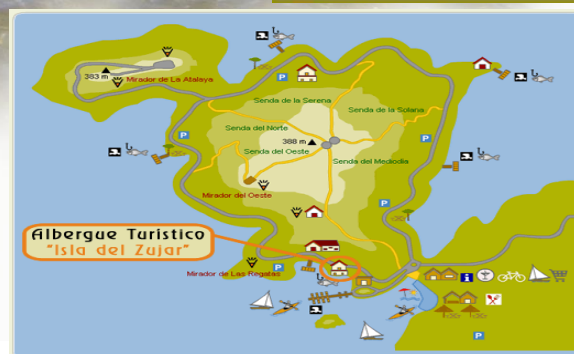 383 m
Mirador de La Atalaya
P
Senda de la Serena
Senda de la Solana
Senda del Norte
P
388 m
P
Senda del Oeste
Senda del Mediodia
Mirador del Oeste
P
Albergue Turistico
"Isla del Zujar"
P
Mirador de Las Regatas
i
P